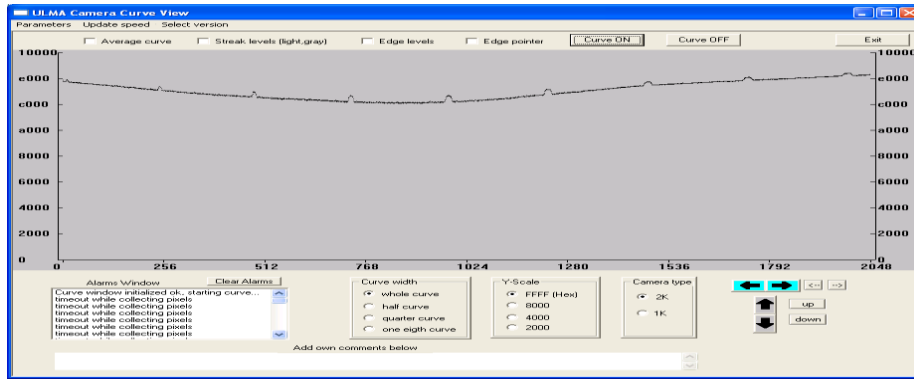 ULMA Camera Curve View
Parameters Update speed Select version
Average curve Streak levels (light,gray) Edge levels Edge pointer Curve ON Curve OFF Exit
10000 10000
e000 e000
c000 c000
a000 a000
8000 8000
6000 6000
4000 4000
2000 2000
0 0
0 256 512 768 1024 1280 1536 1792 2048
Alarms Window Clear Alarms
Curve window initialized ok, starting curve...
timeout while collecting pixels
timeout while collecting pixels
timeout while collecting pixels
timeout while collecting pixels
timeout while collecting pixels
timeout while collecting pixels
Curve width
whole curve
half curve
quarter curve
one eigth curve
Y-Scale
FFFF (Hex)
8000
4000
2000
Camera type
2K
1K
<-- -->
up
down
Add own comments below